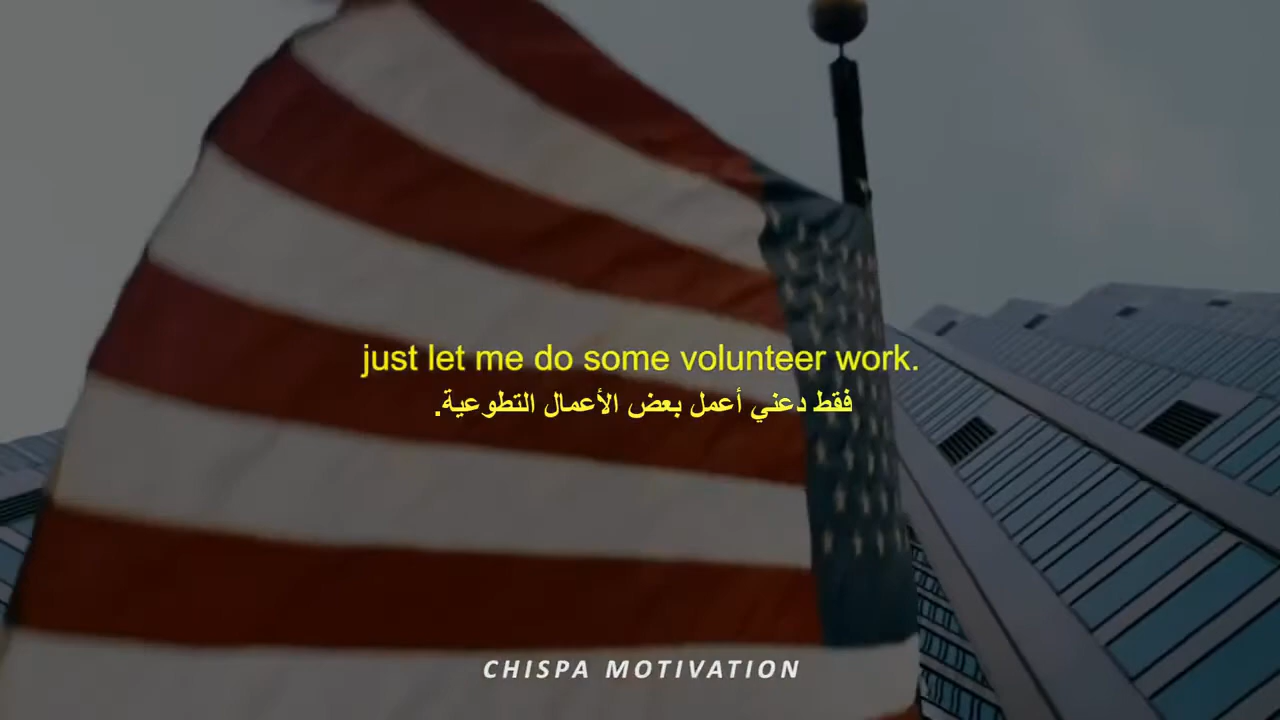 just let me do some volunteer work.
فقط دعني أعمل بعض الأعمال التطوعية.
CHISPA MOTIVATION